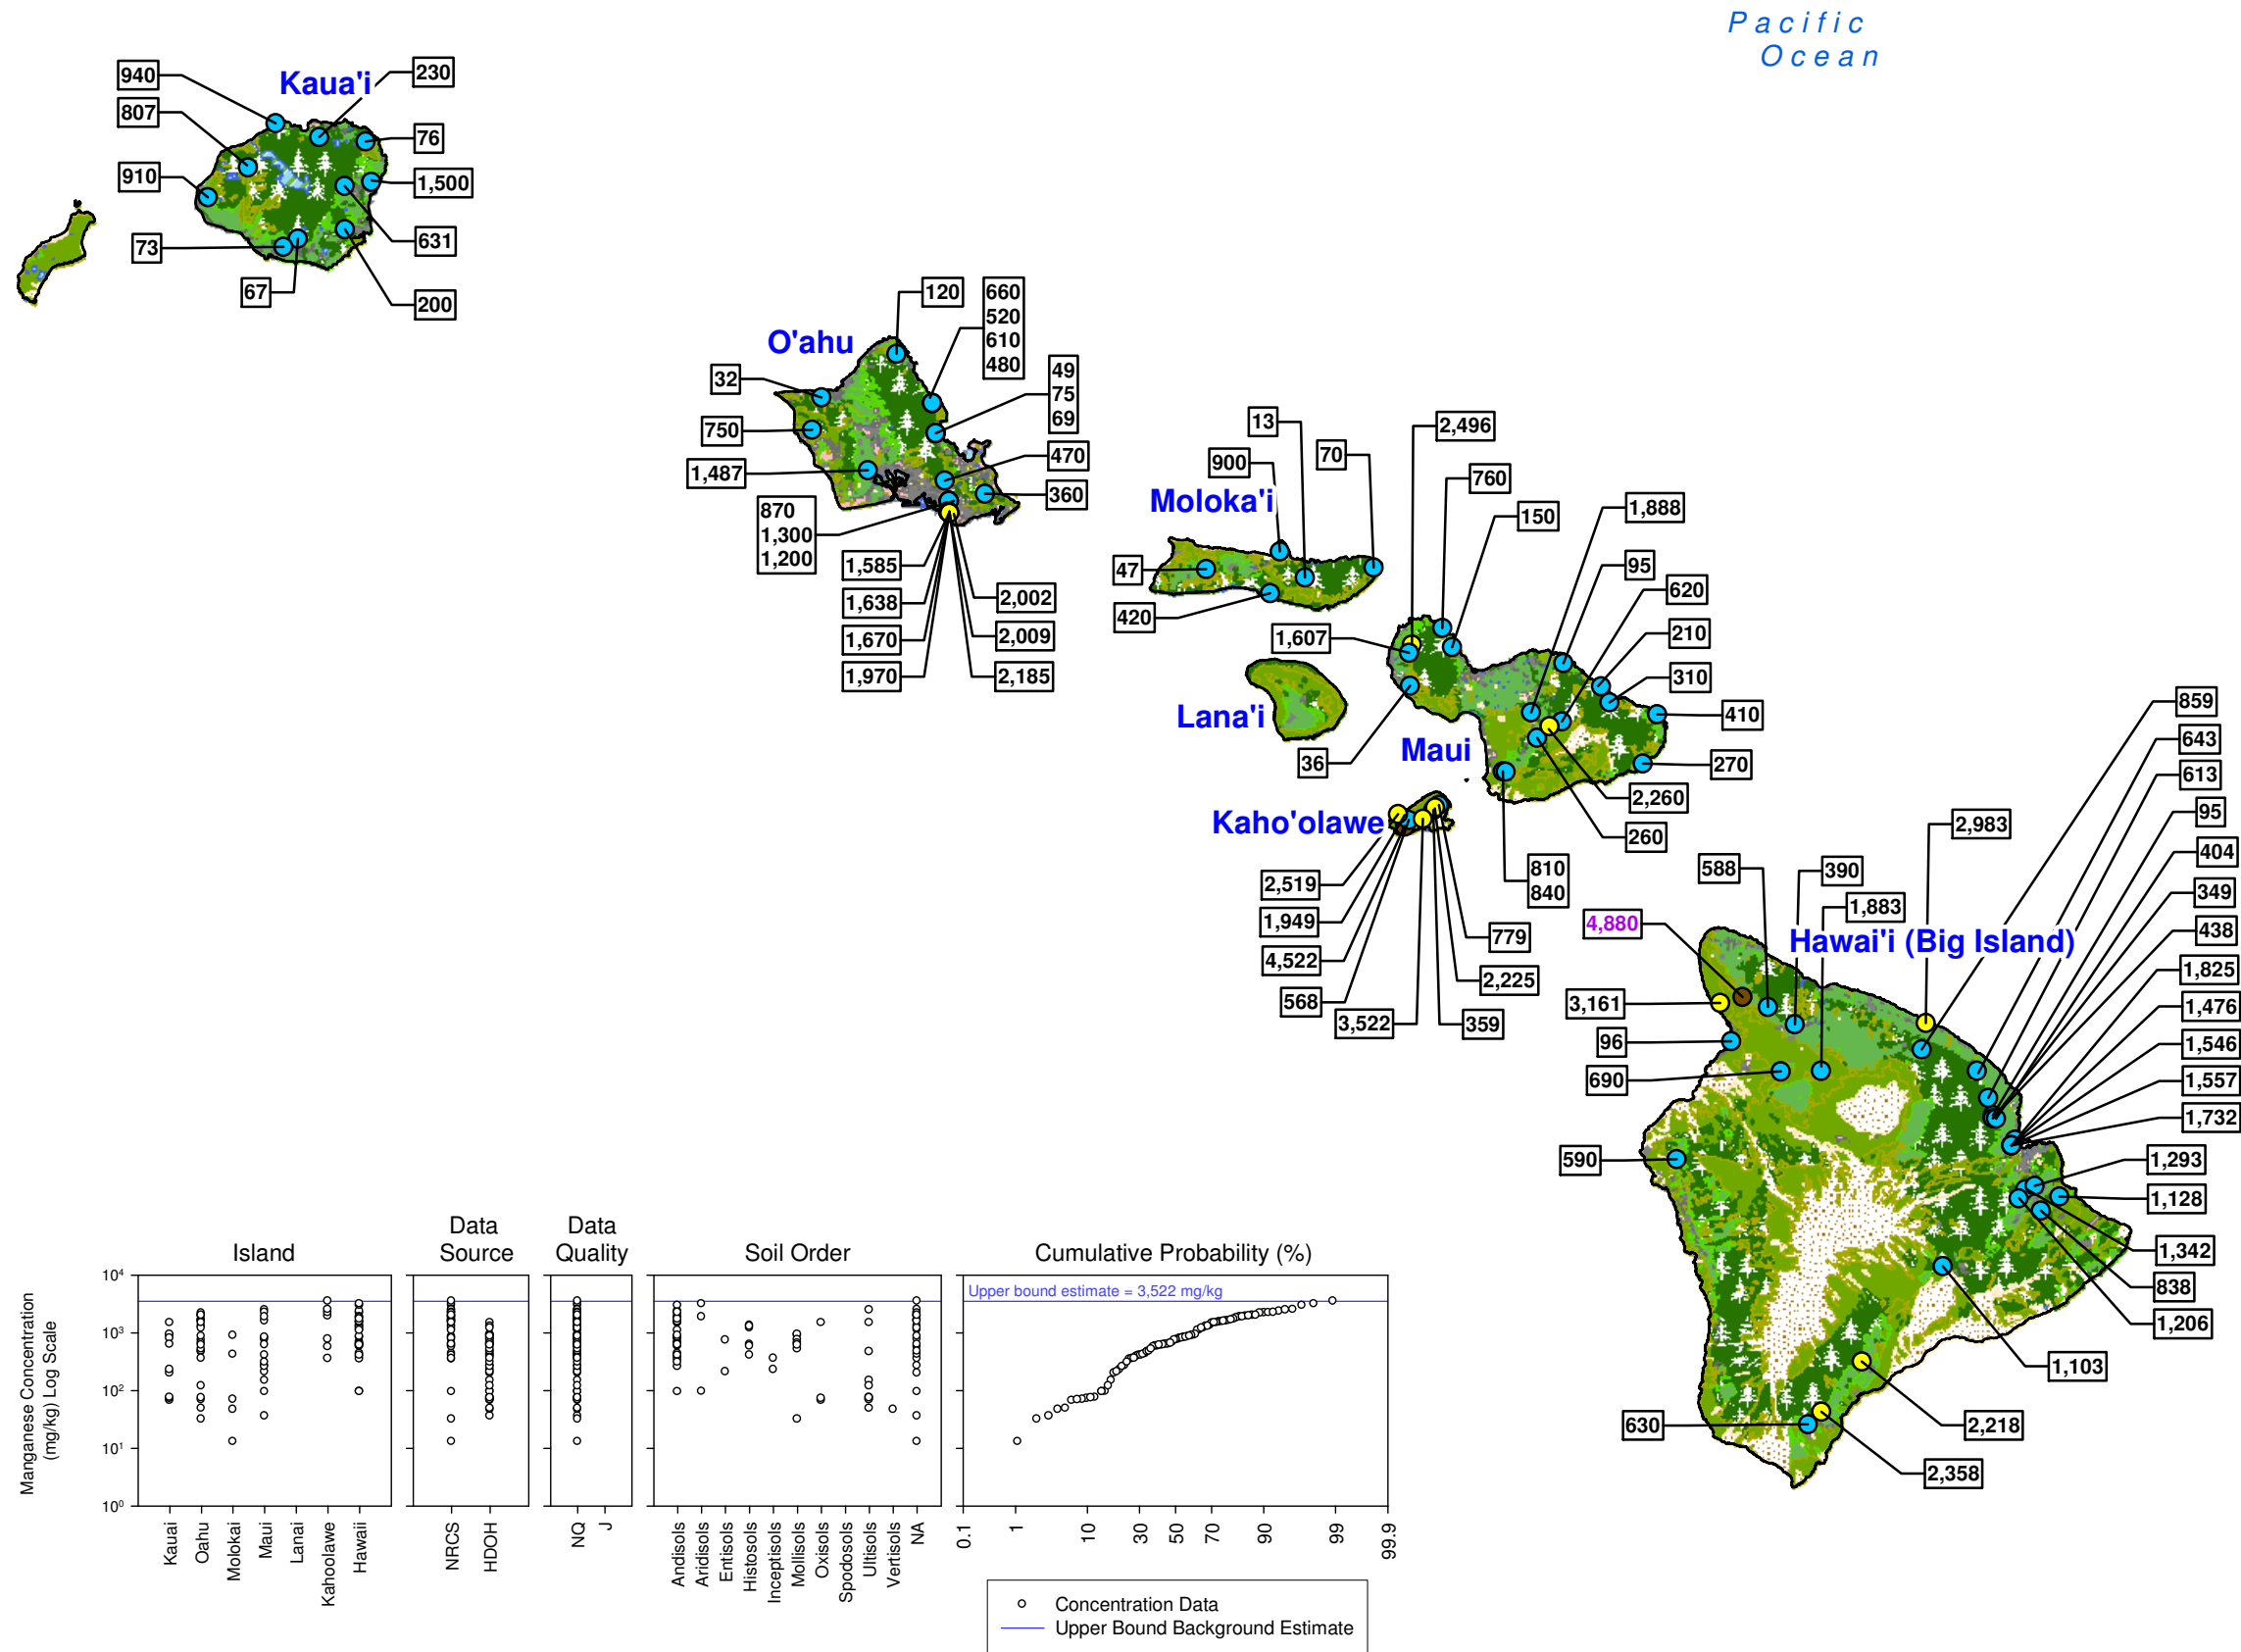 Pacific
Ocean
Kaua'i
940
230
807
76
910
1,500
73
631
67
200
O'ahu
120
660
520
610
480
32
49
75
69
750
1,487
470
360
870
1,300
1,200
1,585
1,638
1,670
1,970
2,002
2,009
2,185
Moloka'i
13
900
70
47
420
2,496
760
150
1,888
95
620
210
310
410
270
1,607
Lana'i
36
Maui
2,260
260
810
840
Kaho'olawe
2,519
1,949
4,522
568
3,522
779
2,225
359
Hawai'i (Big Island)
859
643
613
95
404
349
438
1,825
1,476
1,546
1,557
1,732
1,293
1,128
1,342
838
1,206
1,103
2,218
2,358
2,983
588
390
1,883
4,880
3,161
96
690
590
630
Island
Data
Source
Data
Quality
Soil Order
Cumulative Probability (%)
Manganese Concentration
(mg/kg) Log Scale
10⁴
10³
10²
10¹
10⁰
Upper bound estimate = 3,522 mg/kg
Kauai
Oahu
Molokai
Maui
Lanai
Kahoolawe
Hawaii
NRCS
HDOH
NQ
J
Andisols
Aridisols
Entisols
Histosols
Inceptisols
Mollisols
Oxisols
Spodosols
Ultisols
Vertisols
NA
0.1
1
10
30
50
70
90
99
99.9
Concentration Data
Upper Bound Background Estimate